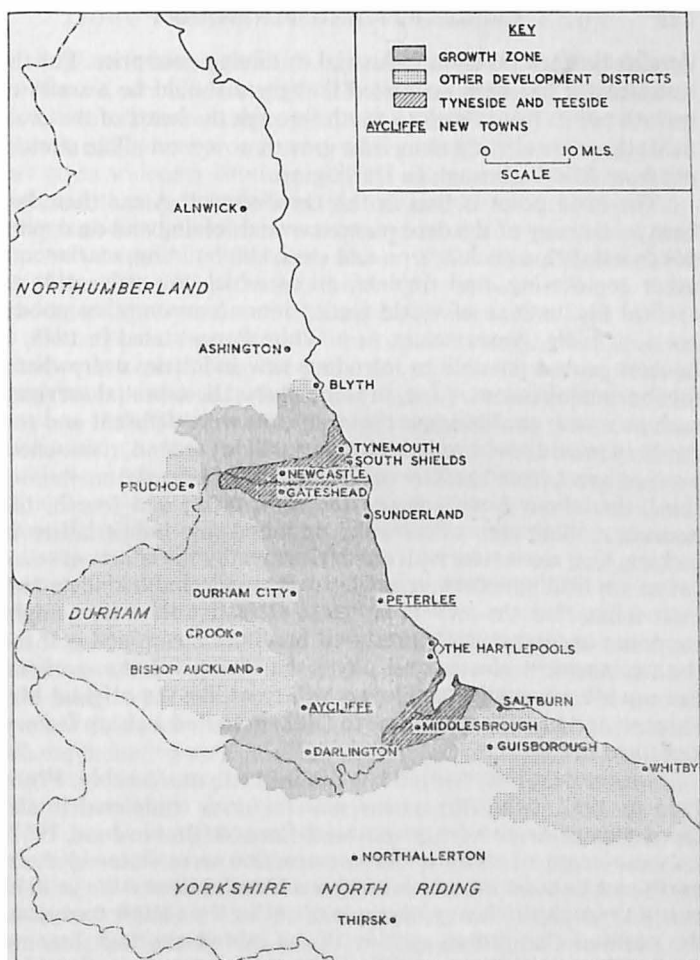 KEY
GROWTH ZONE
OTHER DEVELOPMENT DISTRICTS
TYNESIDE AND TEESIDE
AYCLIFFE NEW TOWNS
0 10 MLS.
SCALE
ALNWICK
NORTHUMBERLAND
ASHINGTON
BLYTH
TYNEMOUTH
SOUTH SHIELDS
NEWCASTLE
PRUDHOE
GATESHEAD
SUNDERLAND
DURHAM CITY
PETERLEE
DURHAM
CROOK
THE HARTLEPOOLS
BISHOP AUCKLAND
SALTBURN
AYCLIFFE
MIDDLESBROUGH
GUISBOROUGH
DARLINGTON
WHITBY
NORTHALLERTON
YORKSHIRE NORTH RIDING
THIRSK